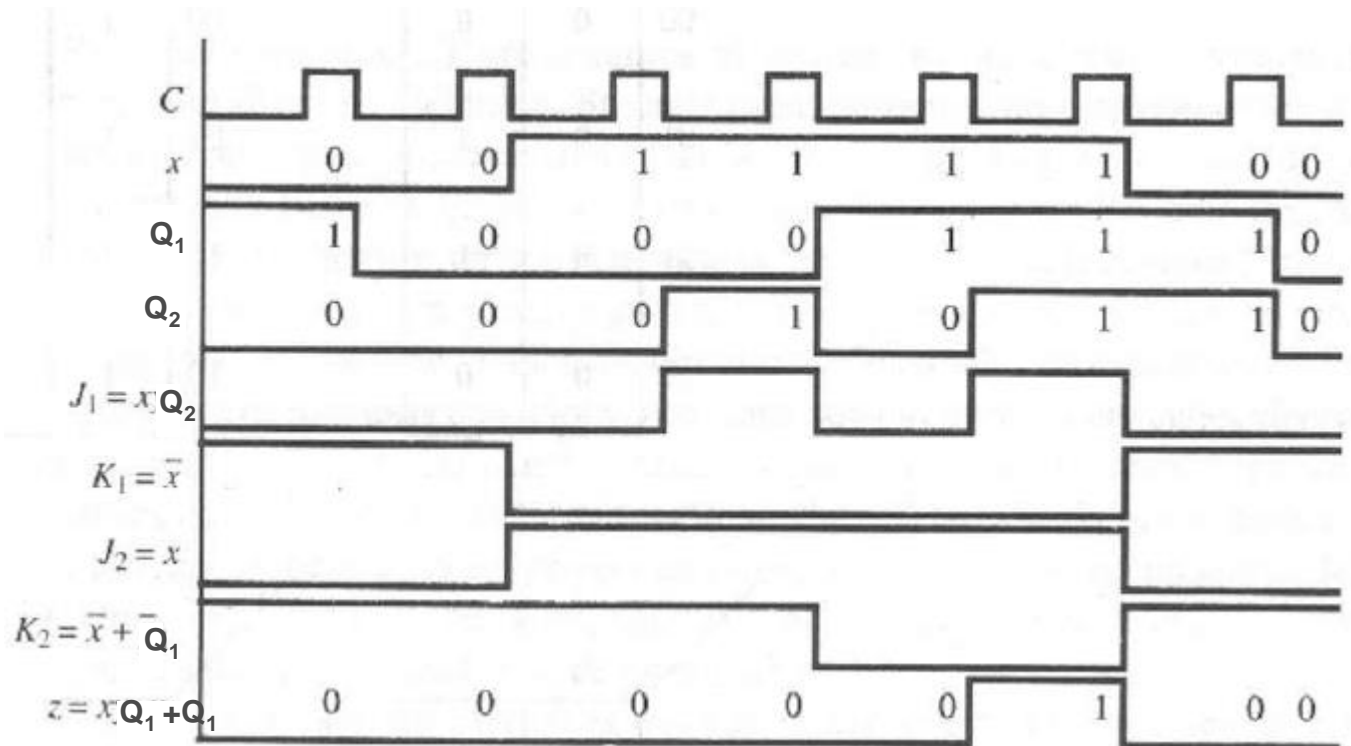 C
x 0 0 1 1 1 1 0 0
Q₁ 1 0 0 0 1 1 1 0
Q₂ 0 0 0 1 0 1 1 0
J₁ = x Q₂
K₁ = x̄
J₂ = x
K₂ = x̄ + Q̄₁
z = x Q₁+Q₁ 0 0 0 0 0 1 0 0